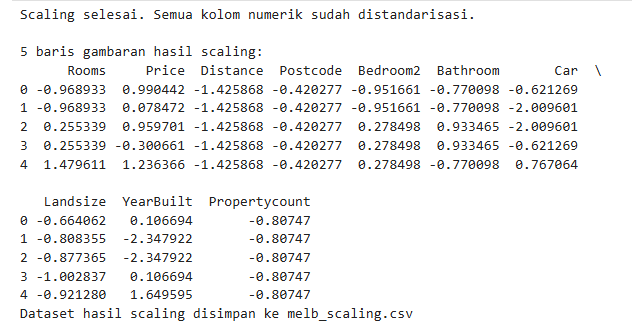 Scaling selesai. Semua kolom numerik sudah distandarisasi.

5 baris gambaran hasil scaling:
      Rooms     Price  Distance  Postcode  Bedroom2  Bathroom       Car  \
0 -0.968933  0.990442 -1.425868 -0.420277 -0.951661 -0.770098 -0.621269
1 -0.968933  0.078472 -1.425868 -0.420277 -0.951661 -0.770098 -2.009601
2  0.255339  0.959701 -1.425868 -0.420277  0.278498  0.933465 -2.009601
3  0.255339 -0.300661 -1.425868 -0.420277  0.278498  0.933465 -0.621269
4  1.479611  1.236366 -1.425868 -0.420277  0.278498 -0.770098  0.767064

   Landsize  YearBuilt  Propertycount
0 -0.664062   0.106694       -0.80747
1 -0.808355  -2.347922       -0.80747
2 -0.877365  -2.347922       -0.80747
3 -1.002837   0.106694       -0.80747
4 -0.921280   1.649595       -0.80747
Dataset hasil scaling disimpan ke melb_scaling.csv